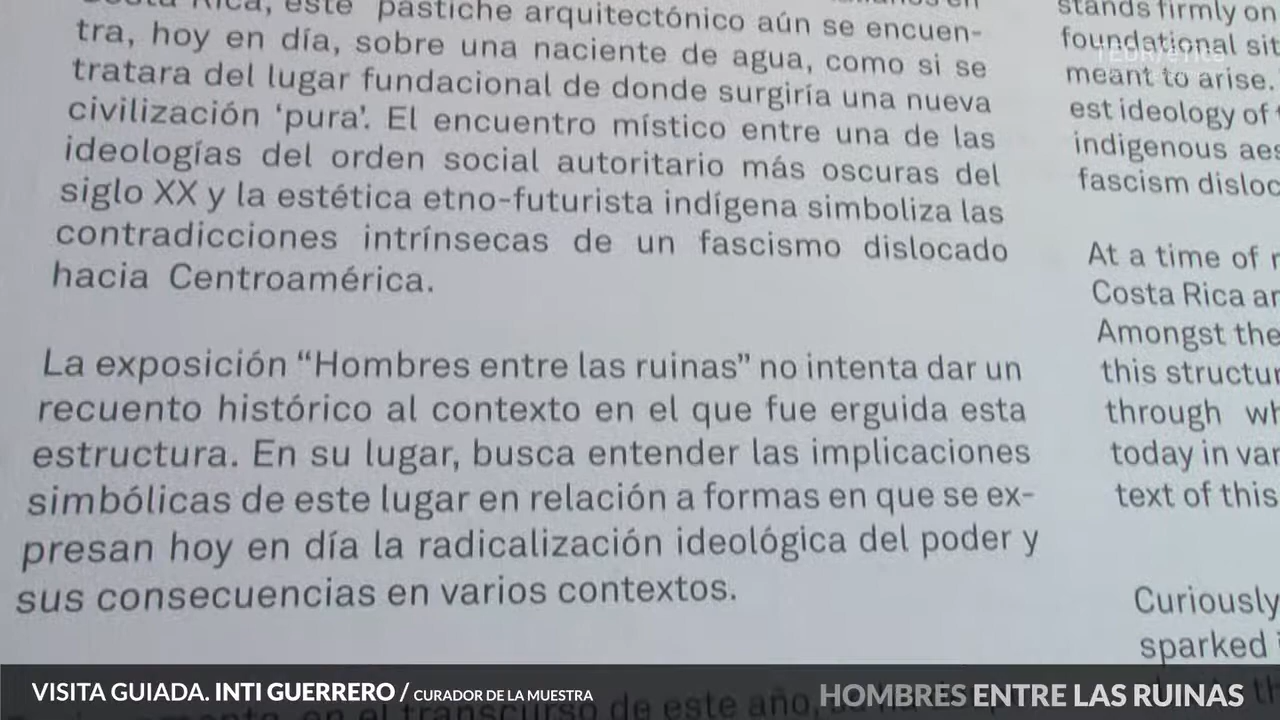 Costa Rica, este pastiche arquitectónico aún se encuen-
tra, hoy en día, sobre una naciente de agua, como si se
tratara del lugar fundacional de donde surgiría una nueva
civilización ‘pura’. El encuentro místico entre una de las
ideologías del orden social autoritario más oscuras del
siglo XX y la estética etno-futurista indígena simboliza las
contradicciones intrínsecas de un fascismo dislocado
hacia Centroamérica.
La exposición “Hombres entre las ruinas” no intenta dar un
recuento histórico al contexto en el que fue erguida esta
estructura. En su lugar, busca entender las implicaciones
simbólicas de este lugar en relación a formas en que se ex-
presan hoy en día la radicalización ideológica del poder y
sus consecuencias en varios contextos.
en el transcurso de este año,
stands firmly on
foundational sit
meant to arise.
est ideology of
indigenous aes
fascism disloc
At a time of
Costa Rica ar
Amongst the
this structur
through wh
today in var
text of this
Curiously
sparked
TEOR/éTica
VISITA GUIADA. INTI GUERRERO / CURADOR DE LA MUESTRA
HOMBRES ENTRE LAS RUINAS